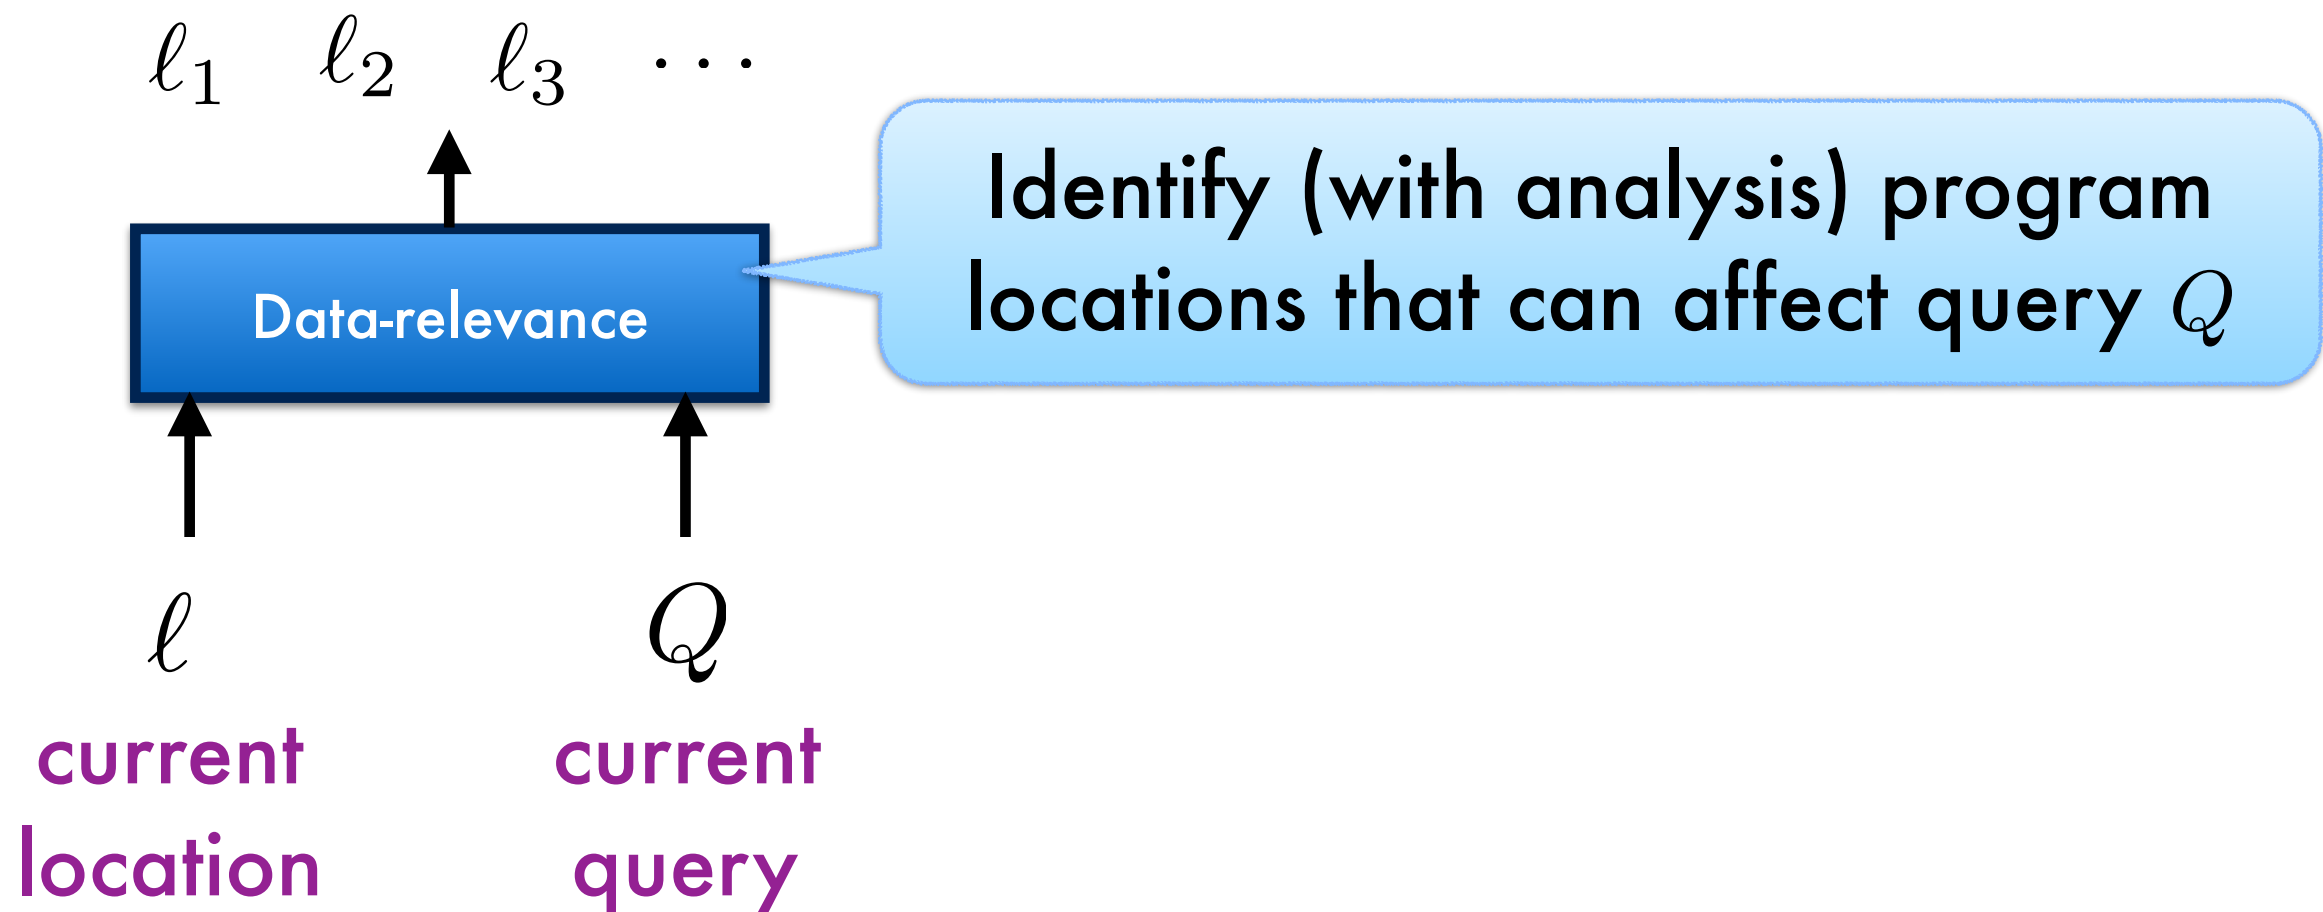 ℓ₁ ℓ₂ ℓ₃ ⋯
Identify (with analysis) program
locations that can affect query Q
Data-relevance
ℓ Q
current current
location query